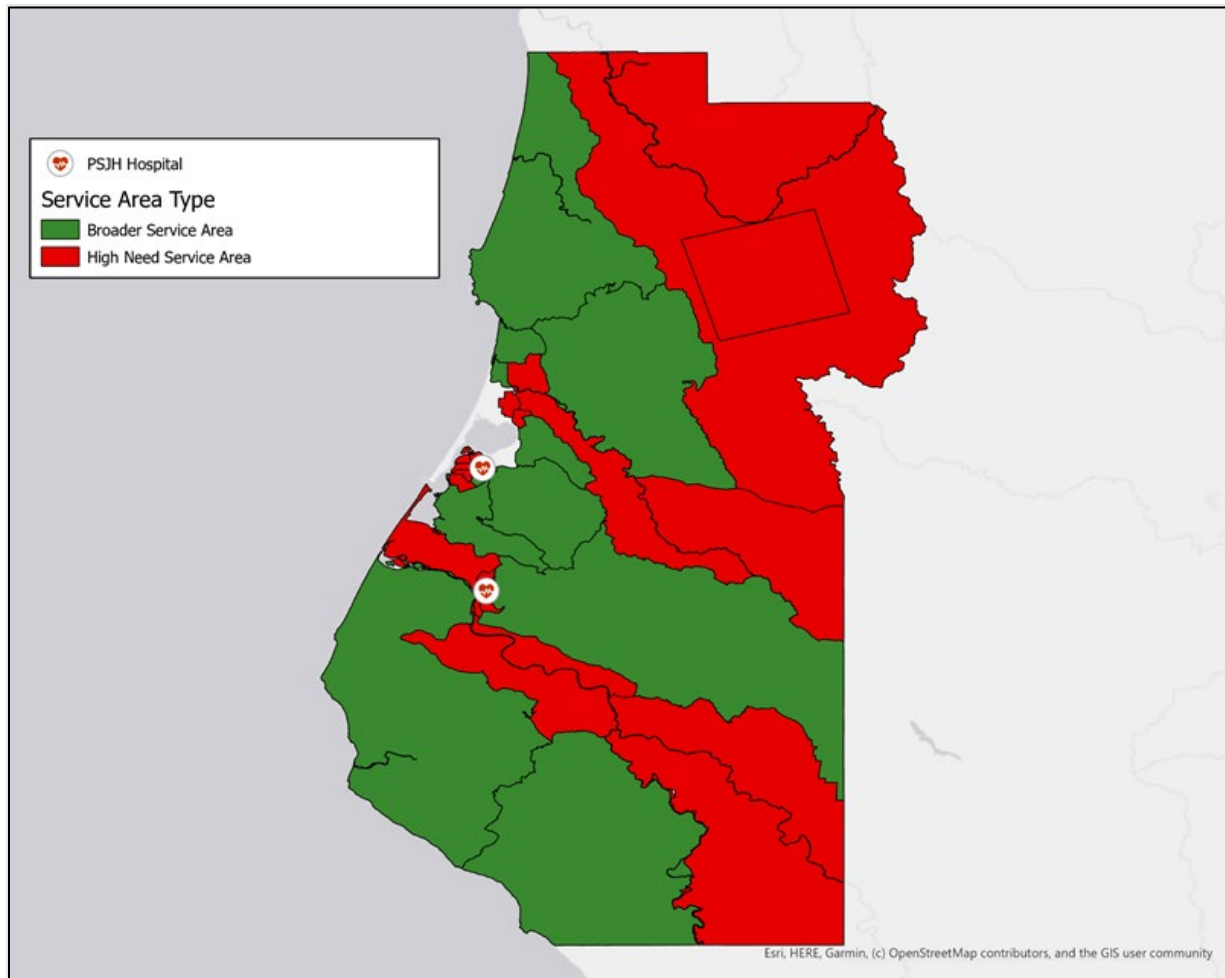 PSJH Hospital
Service Area Type
Broader Service Area
High Need Service Area
Esri, HERE, Garmin, (c) OpenStreetMap contributors, and the GIS user community